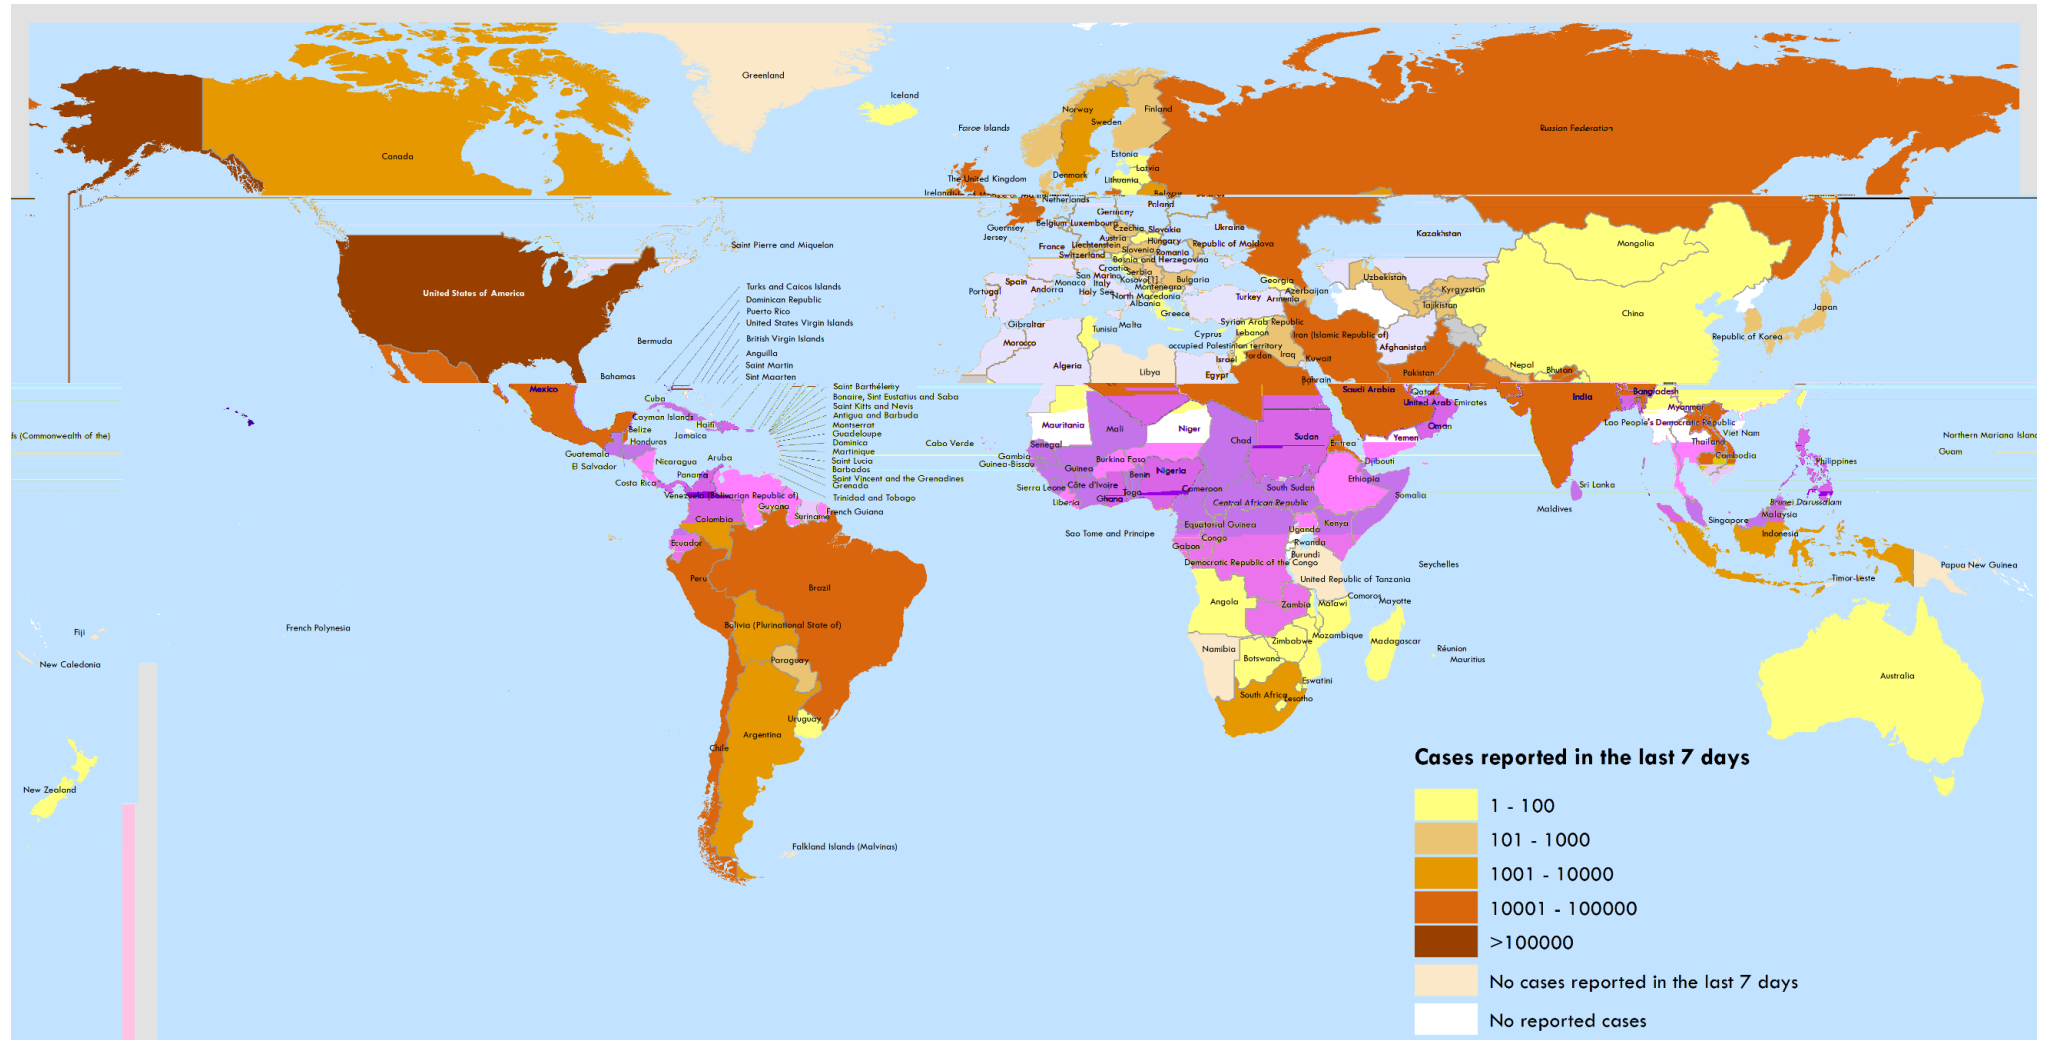 Greenland
Iceland
Norway
Finland
Faroe Islands
Sweden
Russian Federation
Canada
Estonia
Latvia
Denmark
Lithuania
The United Kingdom
Ireland
Netherlands
Poland
Germany
Belgium
Luxembourg
Guernsey
Jersey
Czechia
Slovakia
Ukraine
Kazakhstan
Austria
Hungary
Mongolia
Saint Pierre and Miquelon
France
Liechtenstein
Republic of Moldova
Slovenia
Romania
Switzerland
Bosnia and Herzegovina
Croatia
Serbia
San Marino
Kosovo[1]
Bulgaria
Uzbekistan
Georgia
Spain
Monaco
Italy
Montenegro
Andorra
Holy See
Portugal
North Macedonia
Albania
Turkey
Azerbaijan
Armenia
Kyrgyzstan
Tajikistan
United States of America
Turks and Caicos Islands
Dominican Republic
Puerto Rico
United States Virgin Islands
British Virgin Islands
Anguilla
Saint Martin
Sint Maarten
Bermuda
Bahamas
Greece
China
Japan
Gibraltar
Tunisia
Malta
Syrian Arab Republic
Cyprus
Lebanon
Iran (Islamic Republic of)
Republic of Korea
Morocco
occupied Palestinian territory
Israel
Jordan
Iraq
Kuwait
Afghanistan
Algeria
Libya
Egypt
Bahrain
Pakistan
Nepal
Bhutan
Mexico
Cuba
Saint Barthélemy
Bonaire, Sint Eustatius and Saba
Saint Kitts and Nevis
Antigua and Barbuda
Montserrat
Guadeloupe
Dominica
Martinique
Saint Lucia
Barbados
Saint Vincent and the Grenadines
Grenada
Trinidad and Tobago
Saudi Arabia
Qatar
United Arab Emirates
India
Bangladesh
Myanmar
Lao People's Democratic Republic
Viet Nam
Thailand
Cambodia
Philippines
Northern Mariana Islan
Guam
ds (Commonwealth of the)
Cayman Islands
Haiti
Belize
Jamaica
Honduras
Guatemala
El Salvador
Nicaragua
Aruba
Panama
Costa Rica
Venezuela (Bolivarian Republic of)
Guyana
French Guiana
Suriname
Colombia
Ecuador
Cabo Verde
Mauritania
Mali
Niger
Chad
Sudan
Eritrea
Yemen
Oman
Senegal
Gambia
Guinea-Bissau
Guinea
Burkina Faso
Benin
Nigeria
Djibouti
Ethiopia
Sierra Leone
Côte d'Ivoire
Togo
Ghana
Liberia
Cameroon
South Sudan
Central African Republic
Somalia
Sri Lanka
Maldives
Brunei Darussalam
Malaysia
Singapore
Indonesia
Sao Tome and Principe
Equatorial Guinea
Uganda
Kenya
Congo
Gabon
Rwanda
Burundi
Democratic Republic of the Congo
United Republic of Tanzania
Seychelles
Papua New Guinea
Timor-Leste
Peru
Brazil
Angola
Zambia
Malawi
Comoros
Mayotte
Bolivia (Plurinational State of)
Fiji
French Polynesia
New Caledonia
Zimbabwe
Mozambique
Madagascar
Réunion
Mauritius
Namibia
Botswana
Paraguay
Eswatini
South Africa
Lesotho
Australia
Uruguay
Argentina
Chile
New Zealand
Falkland Islands (Malvinas)
Cases reported in the last 7 days
1 - 100
101 - 1000
1001 - 10000
10001 - 100000
>100000
No cases reported in the last 7 days
No reported cases